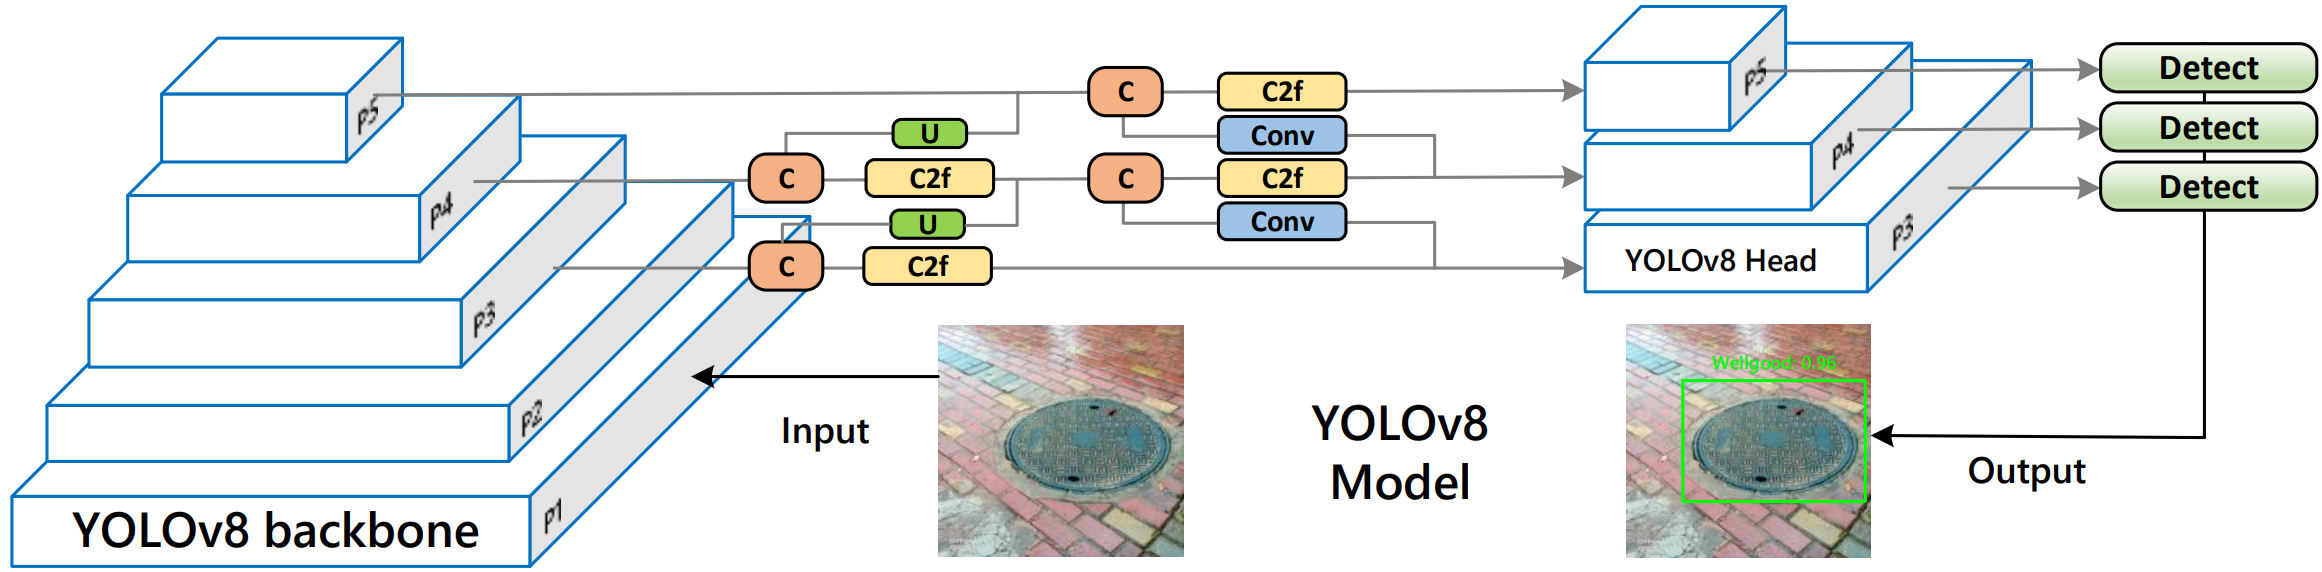 P5
P4
P3
P2
P1
YOLOv8 backbone
C
U
C2f
C
U
C2f
C
C2f
Conv
C
C2f
Conv
P5
P4
P3
YOLOv8 Head
Detect
Detect
Detect
Input
YOLOv8
Model
Wellgood: 0.96
Output